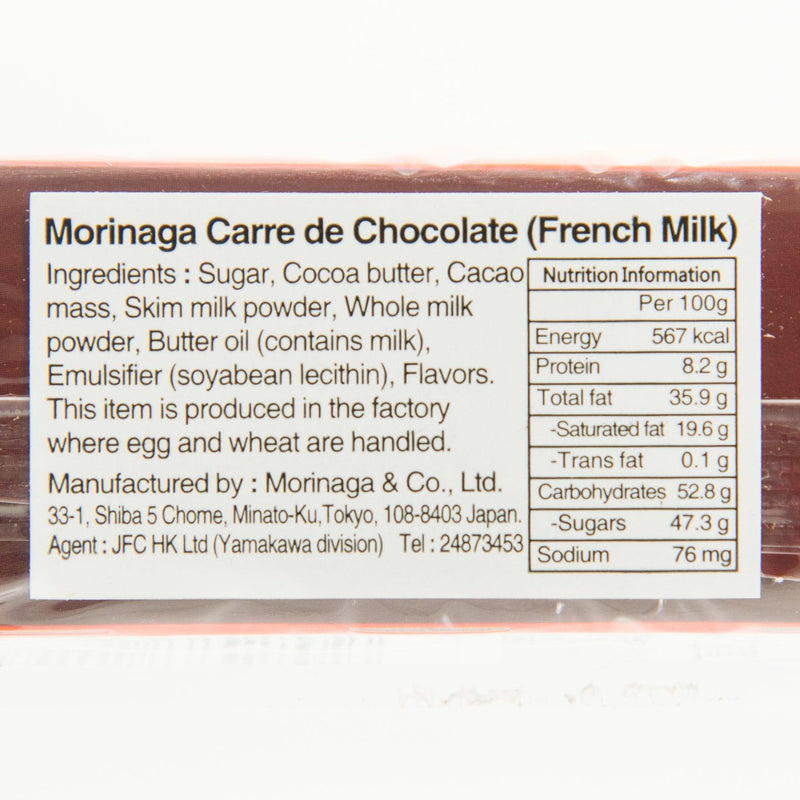 Morinaga Carre de Chocolate (French Milk)
Ingredients : Sugar, Cocoa butter, Cacao
mass, Skim milk powder, Whole milk
powder, Butter oil (contains milk),
Emulsifier (soyabean lecithin), Flavors.
This item is produced in the factory
where egg and wheat are handled.
Manufactured by : Morinaga & Co., Ltd.
33-1, Shiba 5 Chome, Minato-Ku,Tokyo, 108-8403 Japan.
Agent : JFC HK Ltd (Yamakawa division) Tel : 24873453
Nutrition Information
Per 100g
Energy 567 kcal
Protein 8.2 g
Total fat 35.9 g
-Saturated fat 19.6 g
-Trans fat 0.1 g
Carbohydrates 52.8 g
-Sugars 47.3 g
Sodium 76 mg